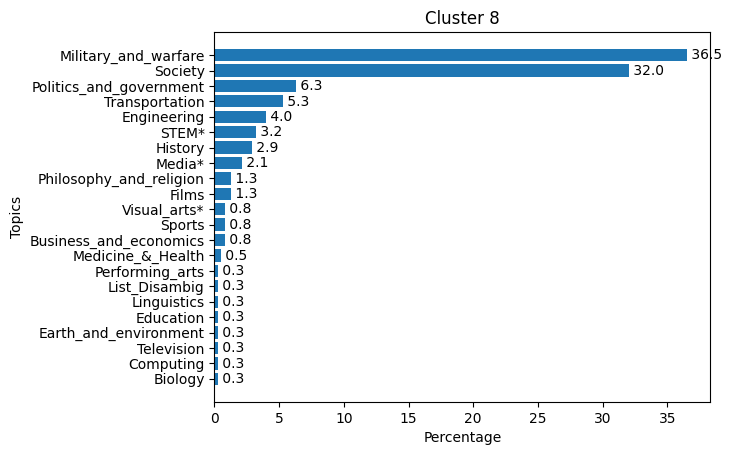 Cluster 8
Military_and_warfare 36.5
Society 32.0
Politics_and_government 6.3
Transportation 5.3
Engineering 4.0
STEM* 3.2
History 2.9
Media* 2.1
Philosophy_and_religion 1.3
Films 1.3
Visual_arts* 0.8
Sports 0.8
Business_and_economics 0.8
Medicine_&_Health 0.5
Performing_arts 0.3
List_Disambig 0.3
Linguistics 0.3
Education 0.3
Earth_and_environment 0.3
Television 0.3
Computing 0.3
Biology 0.3
Topics
0 5 10 15 20 25 30 35
Percentage